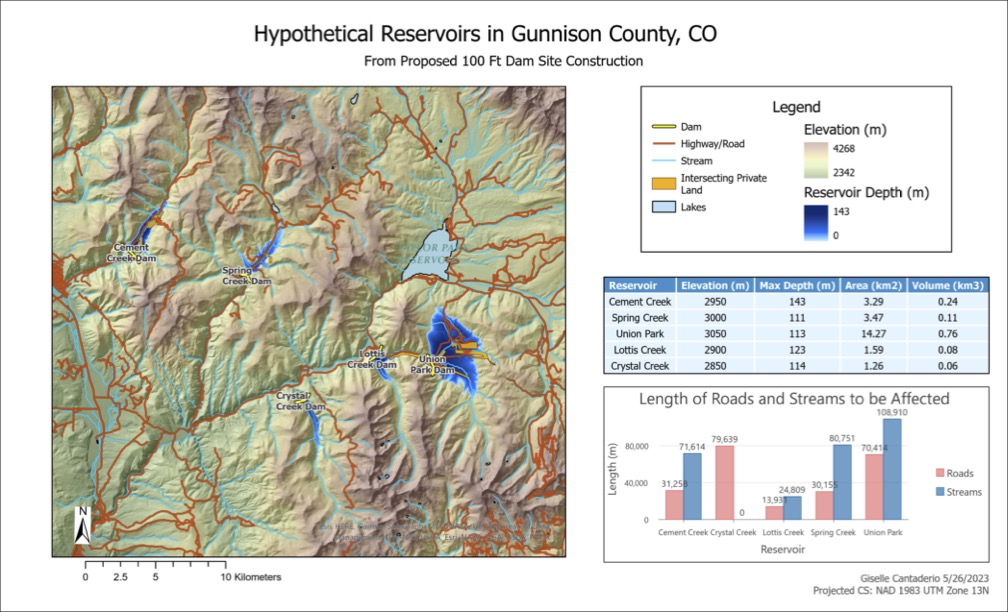 Hypothetical Reservoirs in Gunnison County, CO
From Proposed 100 Ft Dam Site Construction
Cement
Creek Dam
Spring
Creek Dam
Lottis
Creek Dam
Union
Park Dam
Crystal
Creek Dam
N
0 2.5 5 10 Kilometers
Legend
Dam
Highway/Road
Stream
Intersecting Private
Land
Lakes
Elevation (m)
4268
2342
Reservoir Depth (m)
143
0
Reservoir Elevation (m) Max Depth (m) Area (km2) Volume (km3)
Cement Creek 2950 143 3.29 0.24
Spring Creek 3000 111 3.47 0.11
Union Park 3050 113 14.27 0.76
Lottis Creek 2900 123 1.59 0.08
Crystal Creek 2850 114 1.26 0.06
Length of Roads and Streams to be Affected
Length (m)
80,000
40,000
0
31,258 71,614 79,639 0 13,931 24,809 30,155 80,751 70,414 108,910
Cement Creek Crystal Creek Lottis Creek Spring Creek Union Park
Reservoir
Roads
Streams
Giselle Cantaderio 5/26/2023
Projected CS: NAD 1983 UTM Zone 13N